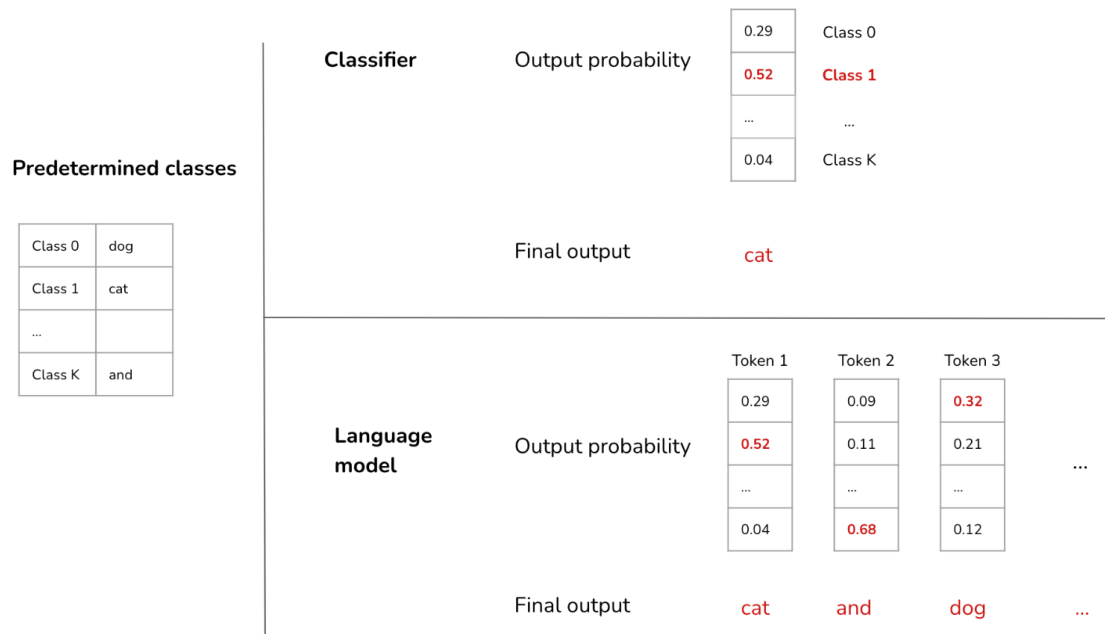 Predetermined classes
Class 0 dog
Class 1 cat
...
Class K and
Classifier
Output probability
0.29 Class 0
0.52 Class 1
... ...
0.04 Class K
Final output cat
Language
model
Output probability
Token 1 Token 2 Token 3
0.29 0.09 0.32
0.52 0.11 0.21
... ... ... ...
0.04 0.68 0.12
Final output cat and dog ...